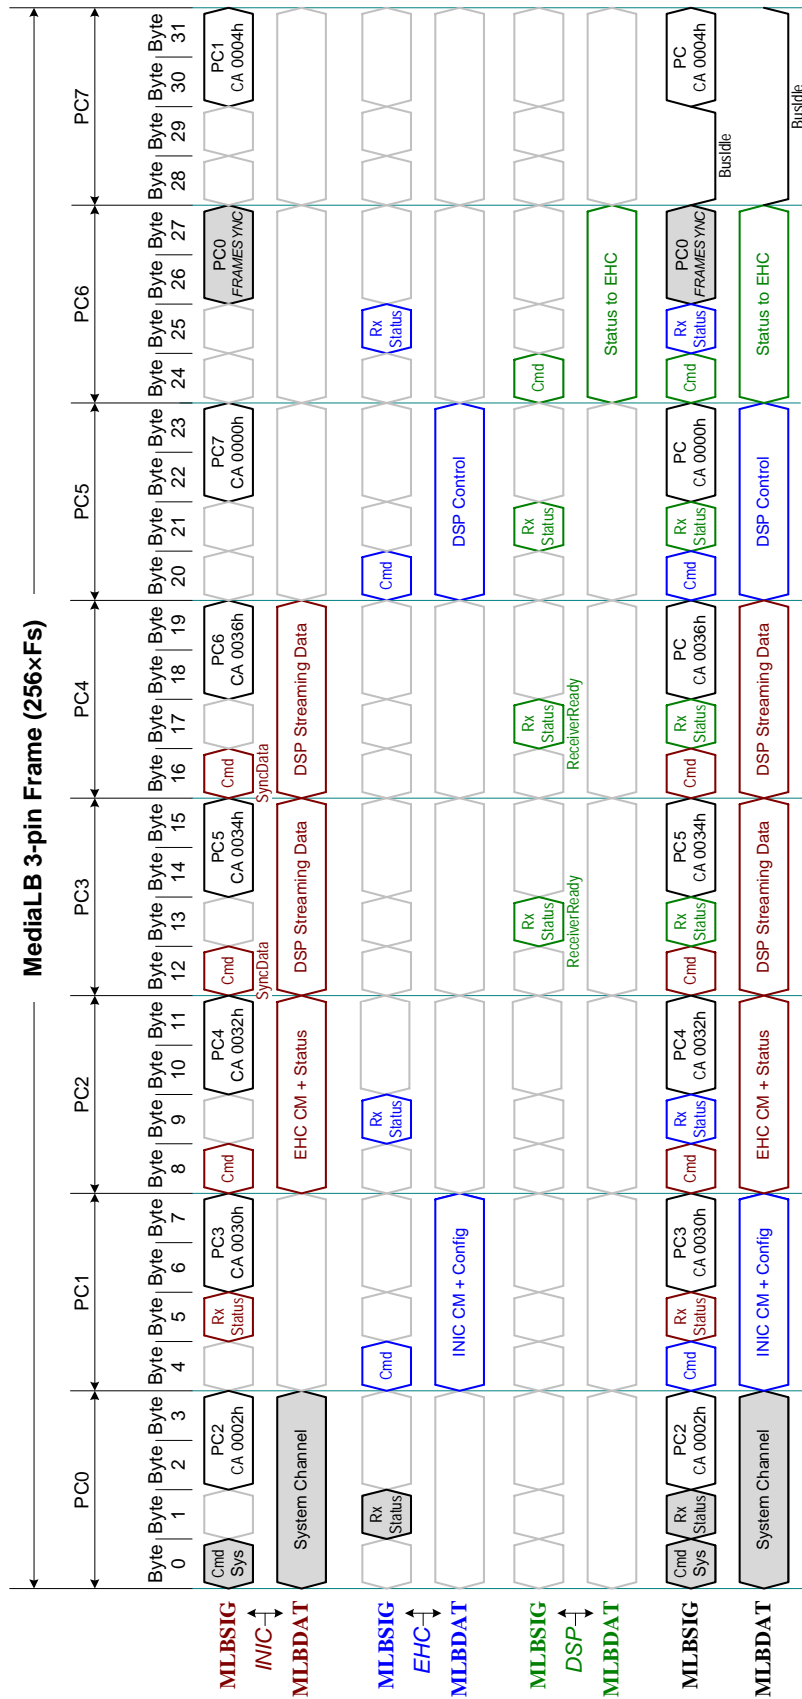 MediaLB 3-pin Frame (256×Fs)
PC0 PC1 PC2 PC3 PC4 PC5 PC6 PC7
Byte Byte Byte Byte Byte Byte Byte Byte Byte Byte Byte Byte Byte Byte Byte Byte Byte Byte Byte Byte Byte Byte Byte Byte Byte Byte Byte Byte Byte Byte Byte Byte
0 1 2 3 4 5 6 7 8 9 10 11 12 13 14 15 16 17 18 19 20 21 22 23 24 25 26 27 28 29 30 31
MLBSIG
Cmd
Sys
PC2
CA 0002h
Rx
Status
PC3
CA 0030h
Cmd
PC4
CA 0032h
Cmd
SyncData
PC5
CA 0034h
Cmd
SyncData
PC6
CA 0036h
PC7
CA 0000h
PC0
FRAMESYNC
PC1
CA 0004h
INIC
MLBDAT
System Channel
EHC CM + Status
DSP Streaming Data
DSP Streaming Data
MLBSIG
Rx
Status
Cmd
Rx
Status
Cmd
Rx
Status
EHC
MLBDAT
INIC CM + Config
DSP Control
MLBSIG
Rx
Status
ReceiverReady
Rx
Status
ReceiverReady
Rx
Status
Cmd
DSP
MLBDAT
Status to EHC
MLBSIG
Cmd
Sys
Rx
Status
PC2
CA 0002h
Cmd
Rx
Status
PC3
CA 0030h
Cmd
Rx
Status
PC4
CA 0032h
Cmd
Rx
Status
PC5
CA 0034h
Cmd
Rx
Status
PC
CA 0036h
Cmd
Rx
Status
PC
CA 0000h
Cmd
Rx
Status
PC0
FRAMESYNC
BusIdle
PC
CA 0004h
MLBDAT
System Channel
INIC CM + Config
EHC CM + Status
DSP Streaming Data
DSP Streaming Data
DSP Control
Status to EHC
BusIdle